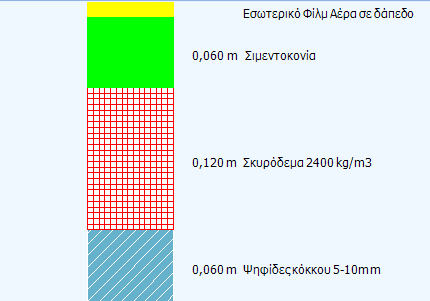 Εσωτερικό Φίλμ Αέρα σε δάπεδο
0,060 m Σιμεντοκονία
0,120 m Σκυρόδεμα 2400 kg/m3
0,060 m Ψηφίδες κόκκου 5-10mm